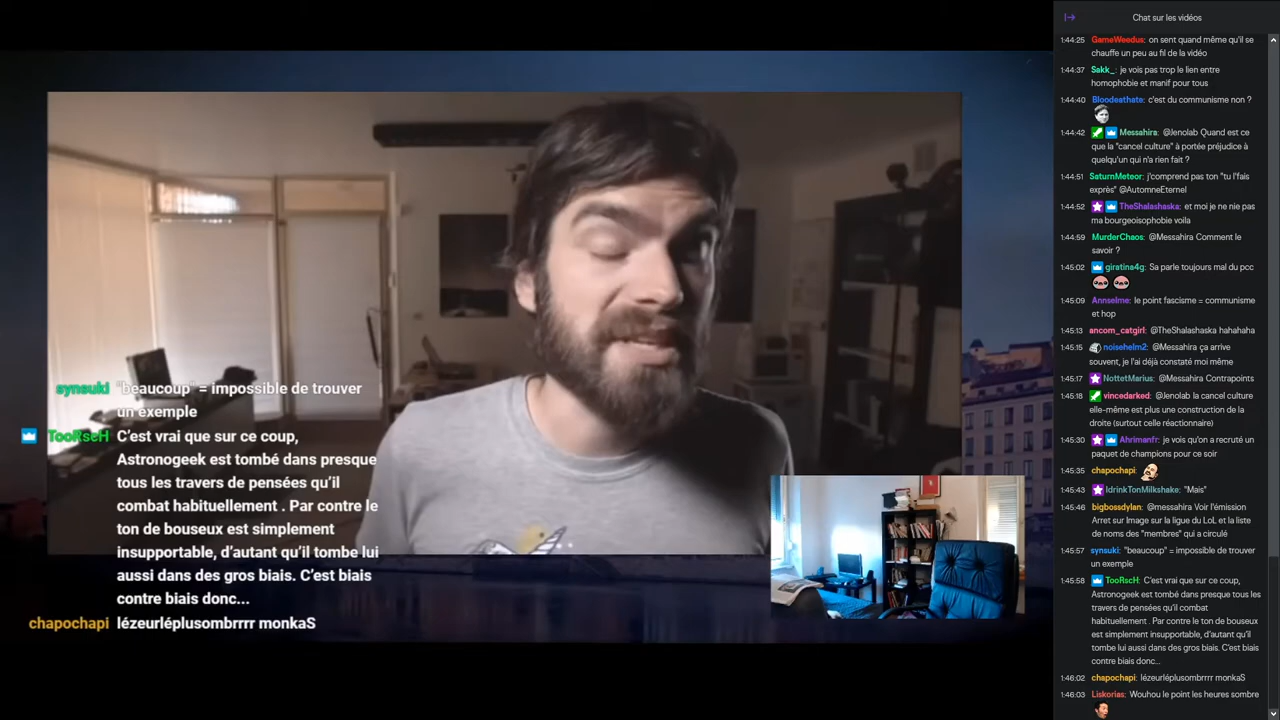 synsuki "beaucoup" = impossible de trouver
un exemple
TooRscH C'est vrai que sur ce coup,
Astronogeek est tombé dans presque
tous les travers de pensées qu'il
combat habituellement . Par contre le
ton de bouseux est simplement
insupportable, d'autant qu'il tombe lui
aussi dans des gros biais. C'est biais
contre biais donc...
chapochapi lézeurléplusombrrrr monkaS
Chat sur les vidéos
1:44:25 GameWeedus: on sent quand même qu'il se
chauffe un peu au fil de la vidéo
1:44:37 Sakk_: je vois pas trop le lien entre
homophobie et manif pour tous
1:44:40 Bloodeathate: c'est du communisme non ?
1:44:42 Messahira: @Jenolab Quand est ce
que la "cancel culture" à portée préjudice à
quelqu'un qui n'a rien fait ?
1:44:51 SaturnMeteor: j'comprend pas ton "tu l'fais
exprès" @AutomneEternel
1:44:52 TheShalashaska: et moi je ne nie pas
ma bourgeoisophobie voila
1:44:59 MurderChaos: @Messahira Comment le
savoir ?
1:45:02 giratina4g: Sa parle toujours mal du pcc
1:45:09 Annselme: le point fascisme = communisme
et hop
1:45:13 ancom_catgirl: @TheShalashaska hahahaha
1:45:15 noisehelm2: @Messahira ça arrive
souvent, je l'ai déjà constaté moi même
1:45:17 NottetMarius: @Messahira Contrapoints
1:45:18 vincedarked: @Jenolab la cancel culture
elle-même est plus une construction de la
droite (surtout celle réactionnaire)
1:45:30 Ahrimanfr: je vois qu'on a recruté un
paquet de champions pour ce soir
1:45:35 chapochapi:
1:45:43 IdrinkTonMilkshake: "Mais"
1:45:46 bigbossdylan: @messahira Voir l'émission
Arret sur Image sur la ligue du LoL et la liste
de noms des "membres" qui a circulé
1:45:57 synsuki: "beaucoup" = impossible de trouver
un exemple
1:45:58 TooRscH: C'est vrai que sur ce coup,
Astronogeek est tombé dans presque tous les
travers de pensées qu'il combat
habituellement . Par contre le ton de bouseux
est simplement insupportable, d'autant qu'il
tombe lui aussi dans des gros biais. C'est biais
contre biais donc...
1:46:02 chapochapi: lézeurléplusombrrrr monkaS
1:46:03 Liskorias: Wouhou le point les heures sombre